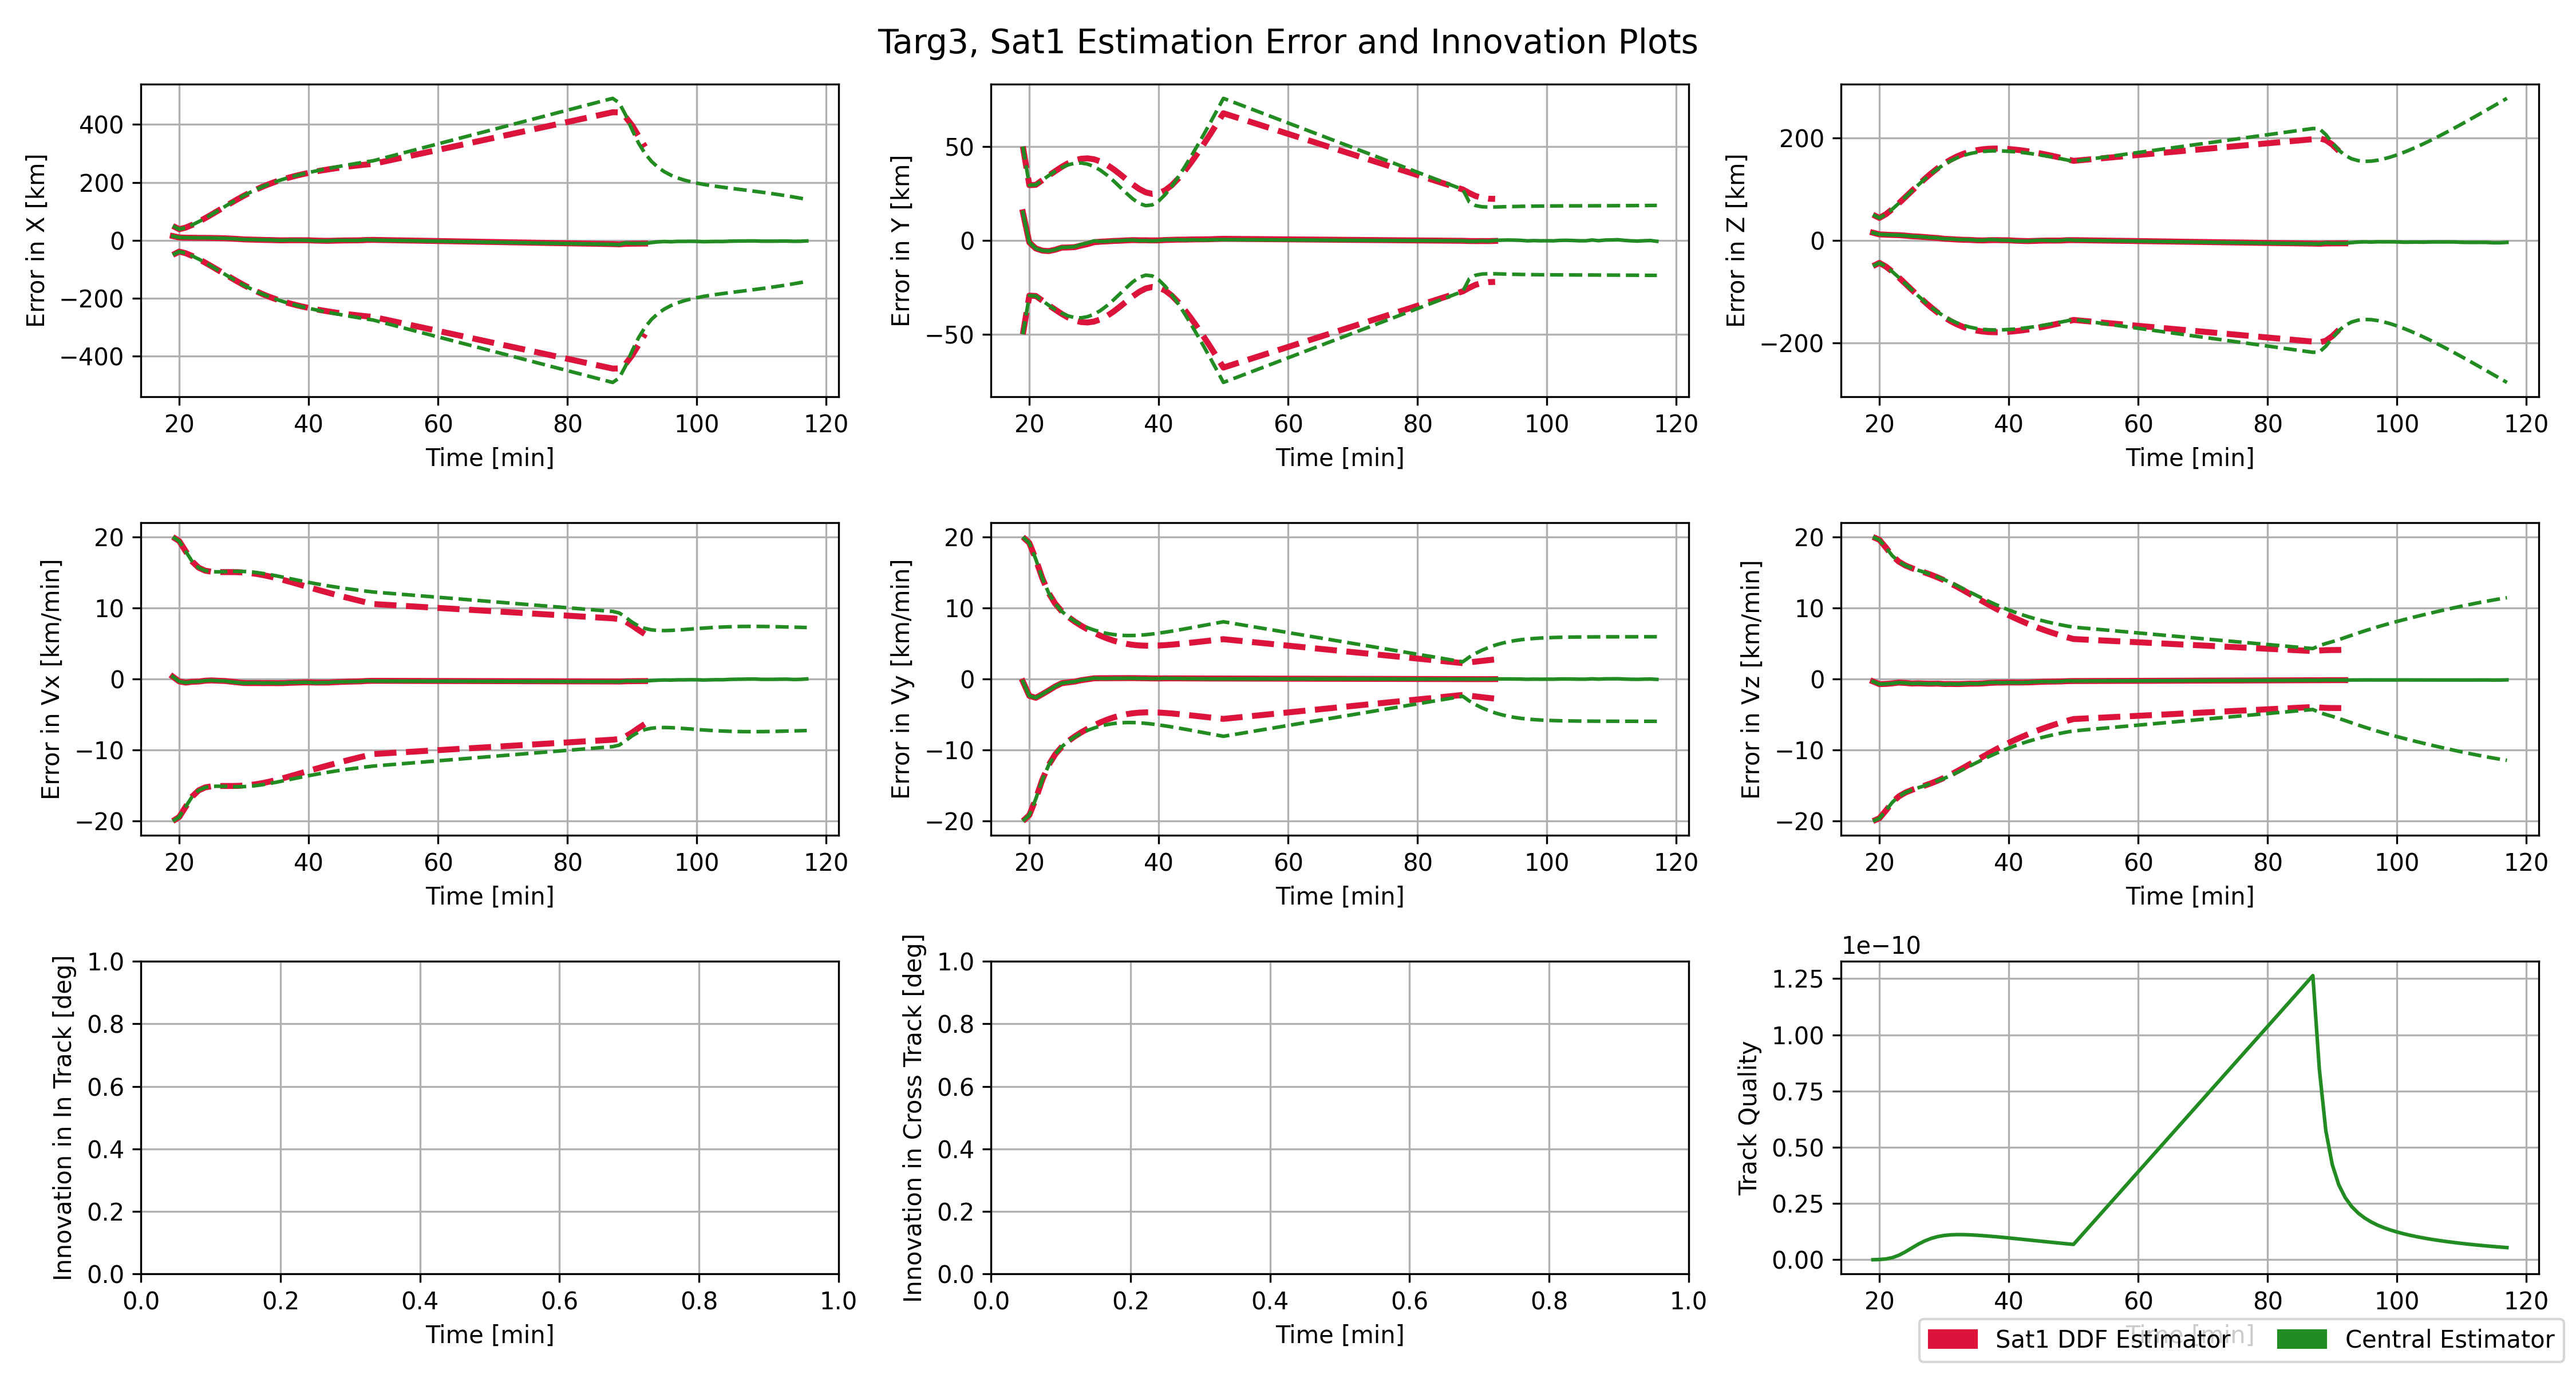 Targ3, Sat1 Estimation Error and Innovation Plots
Error in X [km]
400
200
0
−200
−400
20 40 60 80 100 120
Time [min]
Error in Y [km]
50
0
−50
20 40 60 80 100 120
Time [min]
Error in Z [km]
200
0
−200
20 40 60 80 100 120
Time [min]
Error in Vx [km/min]
20
10
0
−10
−20
20 40 60 80 100 120
Time [min]
Error in Vy [km/min]
20
10
0
−10
−20
20 40 60 80 100 120
Time [min]
Error in Vz [km/min]
20
10
0
−10
−20
20 40 60 80 100 120
Time [min]
Innovation in In Track [deg]
1.0
0.8
0.6
0.4
0.2
0.0
0.0 0.2 0.4 0.6 0.8 1.0
Time [min]
Innovation in Cross Track [deg]
1.0
0.8
0.6
0.4
0.2
0.0
0.0 0.2 0.4 0.6 0.8 1.0
Time [min]
1e−10
Track Quality
1.25
1.00
0.75
0.50
0.25
0.00
20 40 60 80 100 120
Time [min]
Sat1 DDF Estimator
Central Estimator